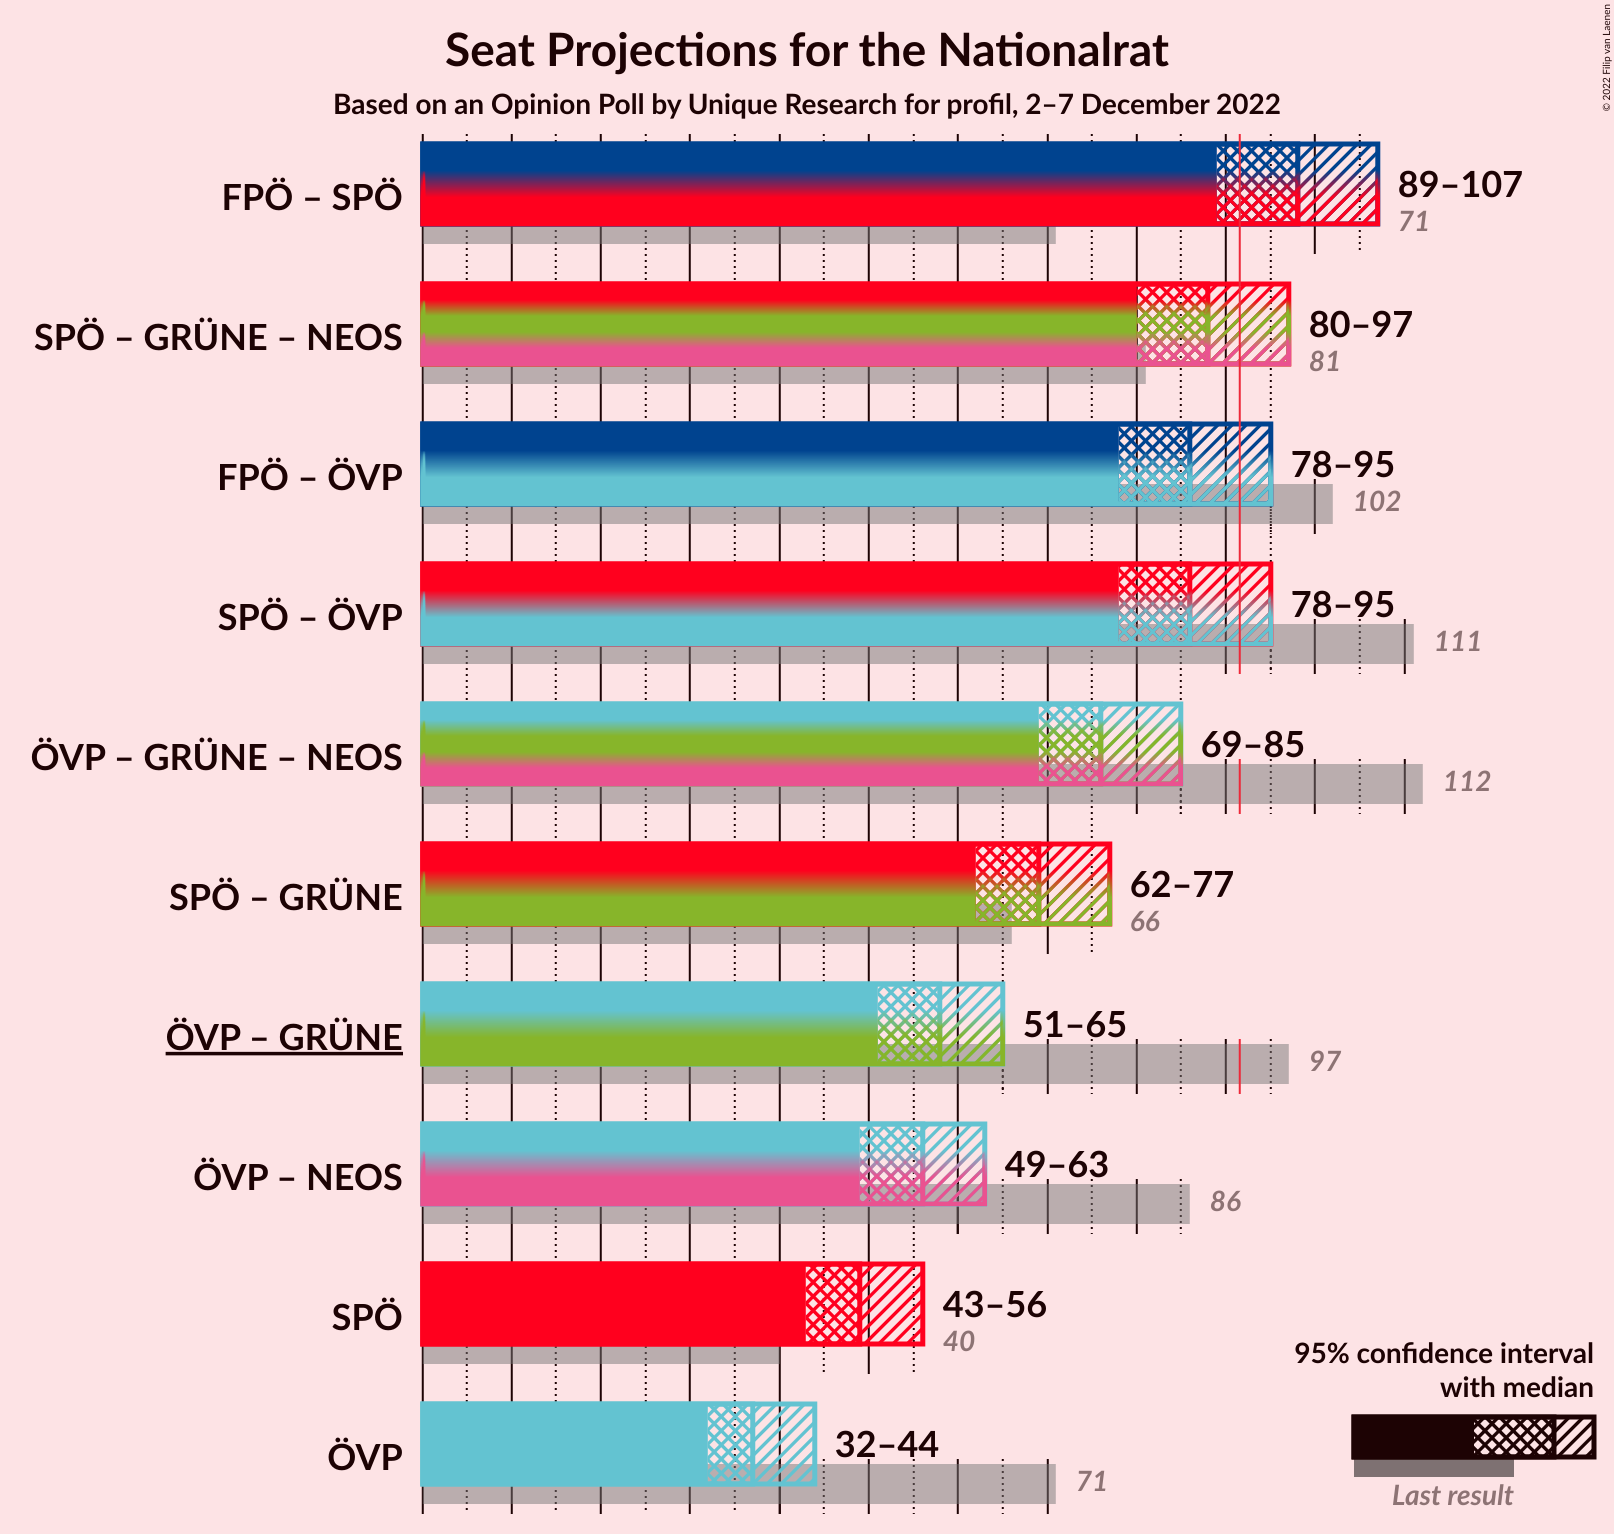 Seat Projections for the Nationalrat
Based on an Opinion Poll by Unique Research for profil, 2–7 December 2022
© 2022 Filip van Laenen
FPÖ – SPÖ
89–107
71
SPÖ – GRÜNE – NEOS
80–97
81
FPÖ – ÖVP
78–95
102
SPÖ – ÖVP
78–95
111
ÖVP – GRÜNE – NEOS
69–85
112
SPÖ – GRÜNE
62–77
66
ÖVP – GRÜNE
51–65
97
ÖVP – NEOS
49–63
86
SPÖ
43–56
40
ÖVP
32–44
71
95% confidence interval
with median
Last result